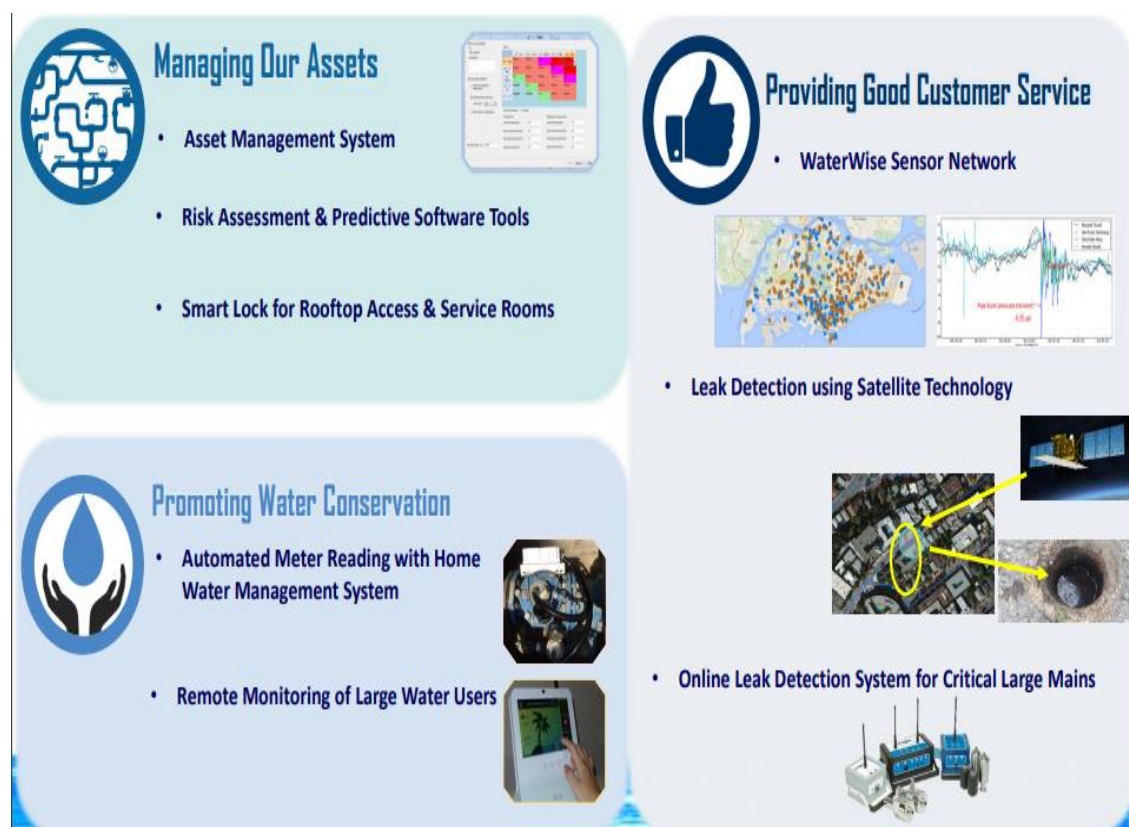 Managing Our Assets
• Asset Management System
• Risk Assessment & Predictive Software Tools
• Smart Lock for Rooftop Access & Service Rooms
Promoting Water Conservation
• Automated Meter Reading with Home
Water Management System
• Remote Monitoring of Large Water Users
Providing Good Customer Service
• WaterWise Sensor Network
• Leak Detection using Satellite Technology
• Online Leak Detection System for Critical Large Mains